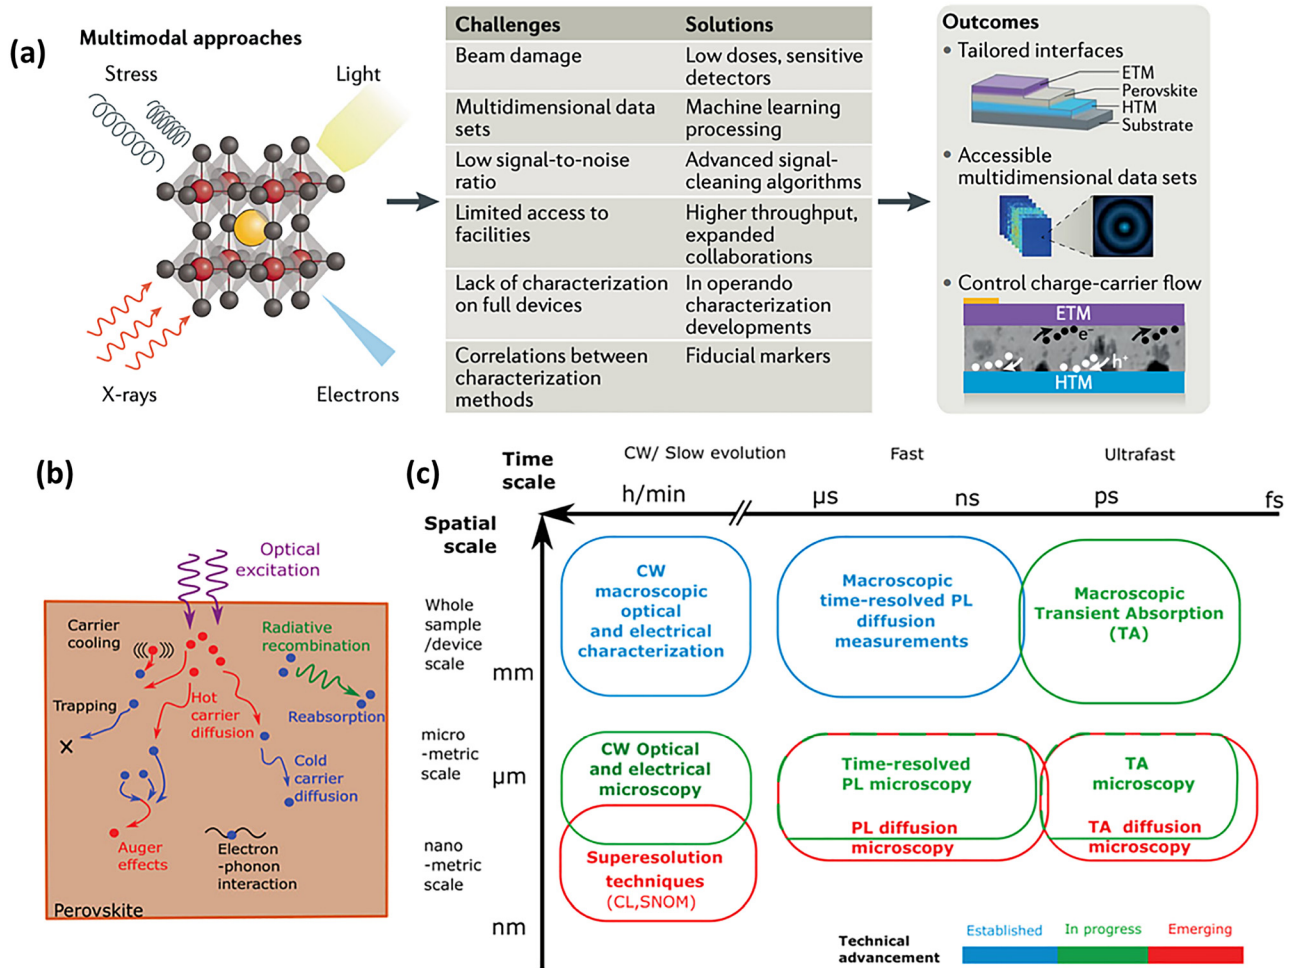 (a)
Multimodal approaches
Stress
Light
X-rays
Electrons
Challenges Solutions
Beam damage
Low doses, sensitive
detectors
Multidimensional data
sets
Machine learning
processing
Low signal-to-noise
ratio
Advanced signal-
cleaning algorithms
Limited access to
facilities
Higher throughput,
expanded
collaborations
Lack of characterization
on full devices
In operando
characterization
developments
Correlations between
characterization
methods
Fiducial markers
Outcomes
• Tailored interfaces
ETM
Perovskite
HTM
Substrate
• Accessible
multidimensional data sets
• Control charge-carrier flow
ETM
e⁻
h⁺
HTM
(b)
Optical
excitation
Carrier
cooling
Radiative
recombination
Trapping
Hot
carrier
diffusion
Reabsorption
X
Cold
carrier
diffusion
Auger
effects
Electron
-phonon
interaction
Perovskite
(c)
Time
scale
CW/ Slow evolution
Fast
Ultrafast
h/min
µs
ns
ps
fs
Spatial
scale
Whole
sample
/device
scale
mm
micro
-metric
scale
µm
nano
-metric
scale
nm
CW
macroscopic
optical
and electrical
characterization
Macroscopic
time-resolved PL
diffusion
measurements
Macroscopic
Transient Absorption
(TA)
CW Optical
and electrical
microscopy
Superesolution
techniques
(CL,SNOM)
Time-resolved
PL microscopy
PL diffusion
microscopy
TA
microscopy
TA diffusion
microscopy
Technical
advancement
Established
In progress
Emerging